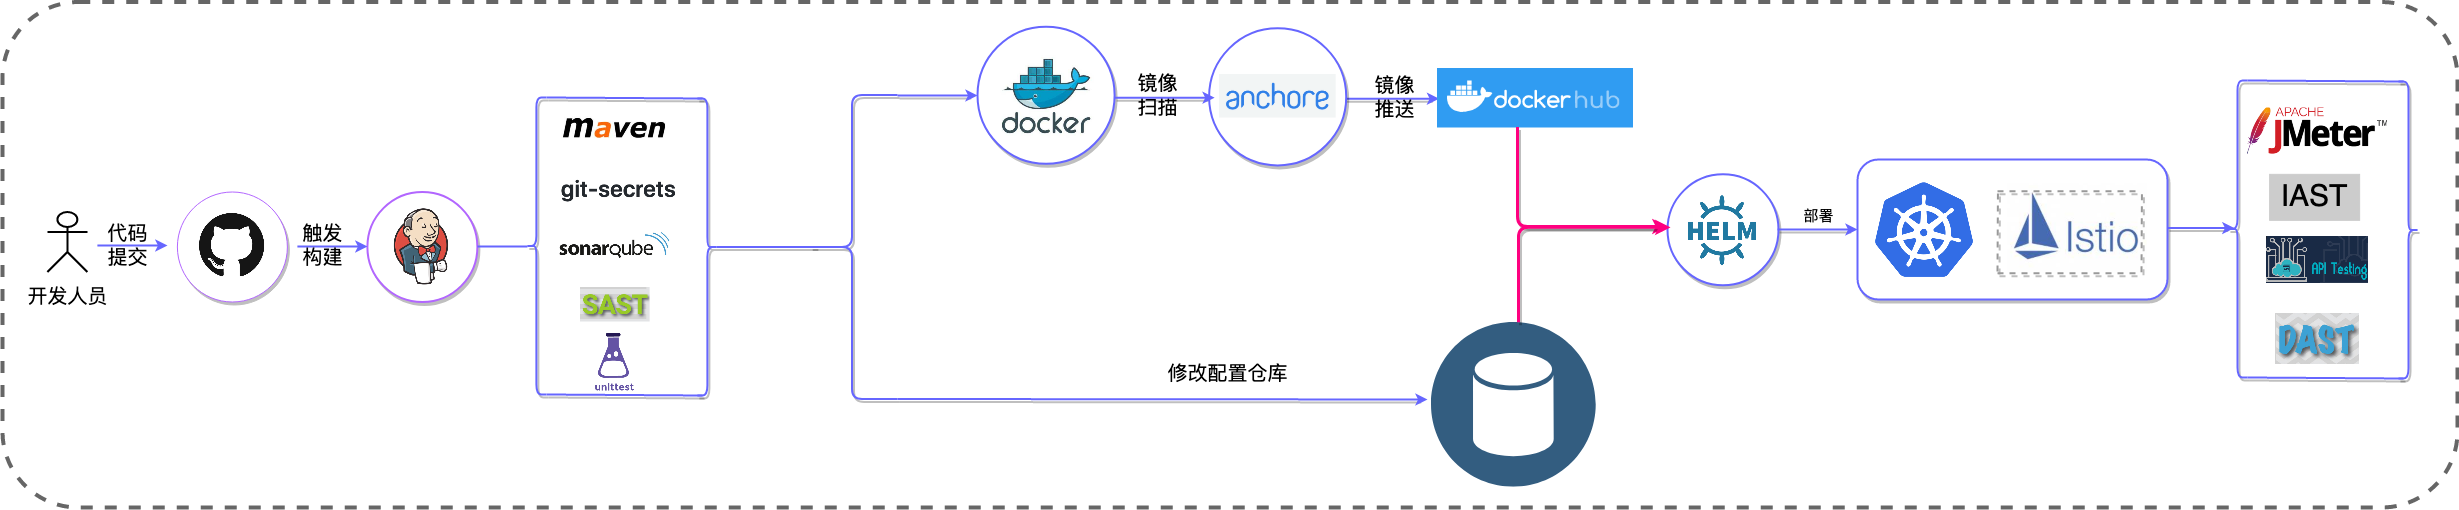 开发人员
代码
提交
触发
构建
maven
git-secrets
sonarqube
SAST
unittest
docker
镜像
扫描
anchore
镜像
推送
docker hub
修改配置仓库
HELM
部署
Istio
APACHE
JMeter™
IAST
API Testing
DAST